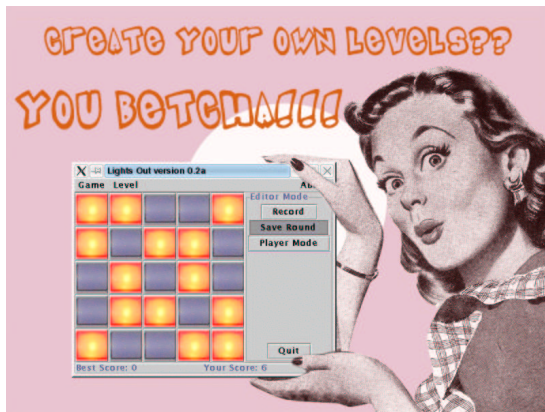 CREATE YOUR OWN LEVELS??
YOU BETCHA!!!
Lights Out version 0.2a
Game Level
Editor Mode
Record
Save Round
Player Mode
Quit
Best Score: 0 Your Score: 6